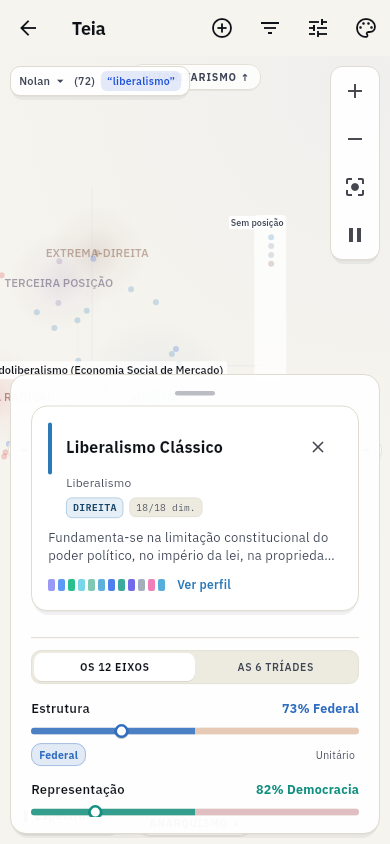 Teia
Nolan (72) “liberalismo”
ARISMO ↑
Sem posição
EXTREMA-DIREITA
TERCEIRA POSIÇÃO
doliberalismo (Economia Social de Mercado)
Liberalismo Clássico
Liberalismo
DIREITA 18/18 dim.
Fundamenta-se na limitação constitucional do
poder político, no império da lei, na proprieda...
Ver perfil
OS 12 EIXOS AS 6 TRÍADES
Estrutura 73% Federal
Federal Unitário
Representação 82% Democracia